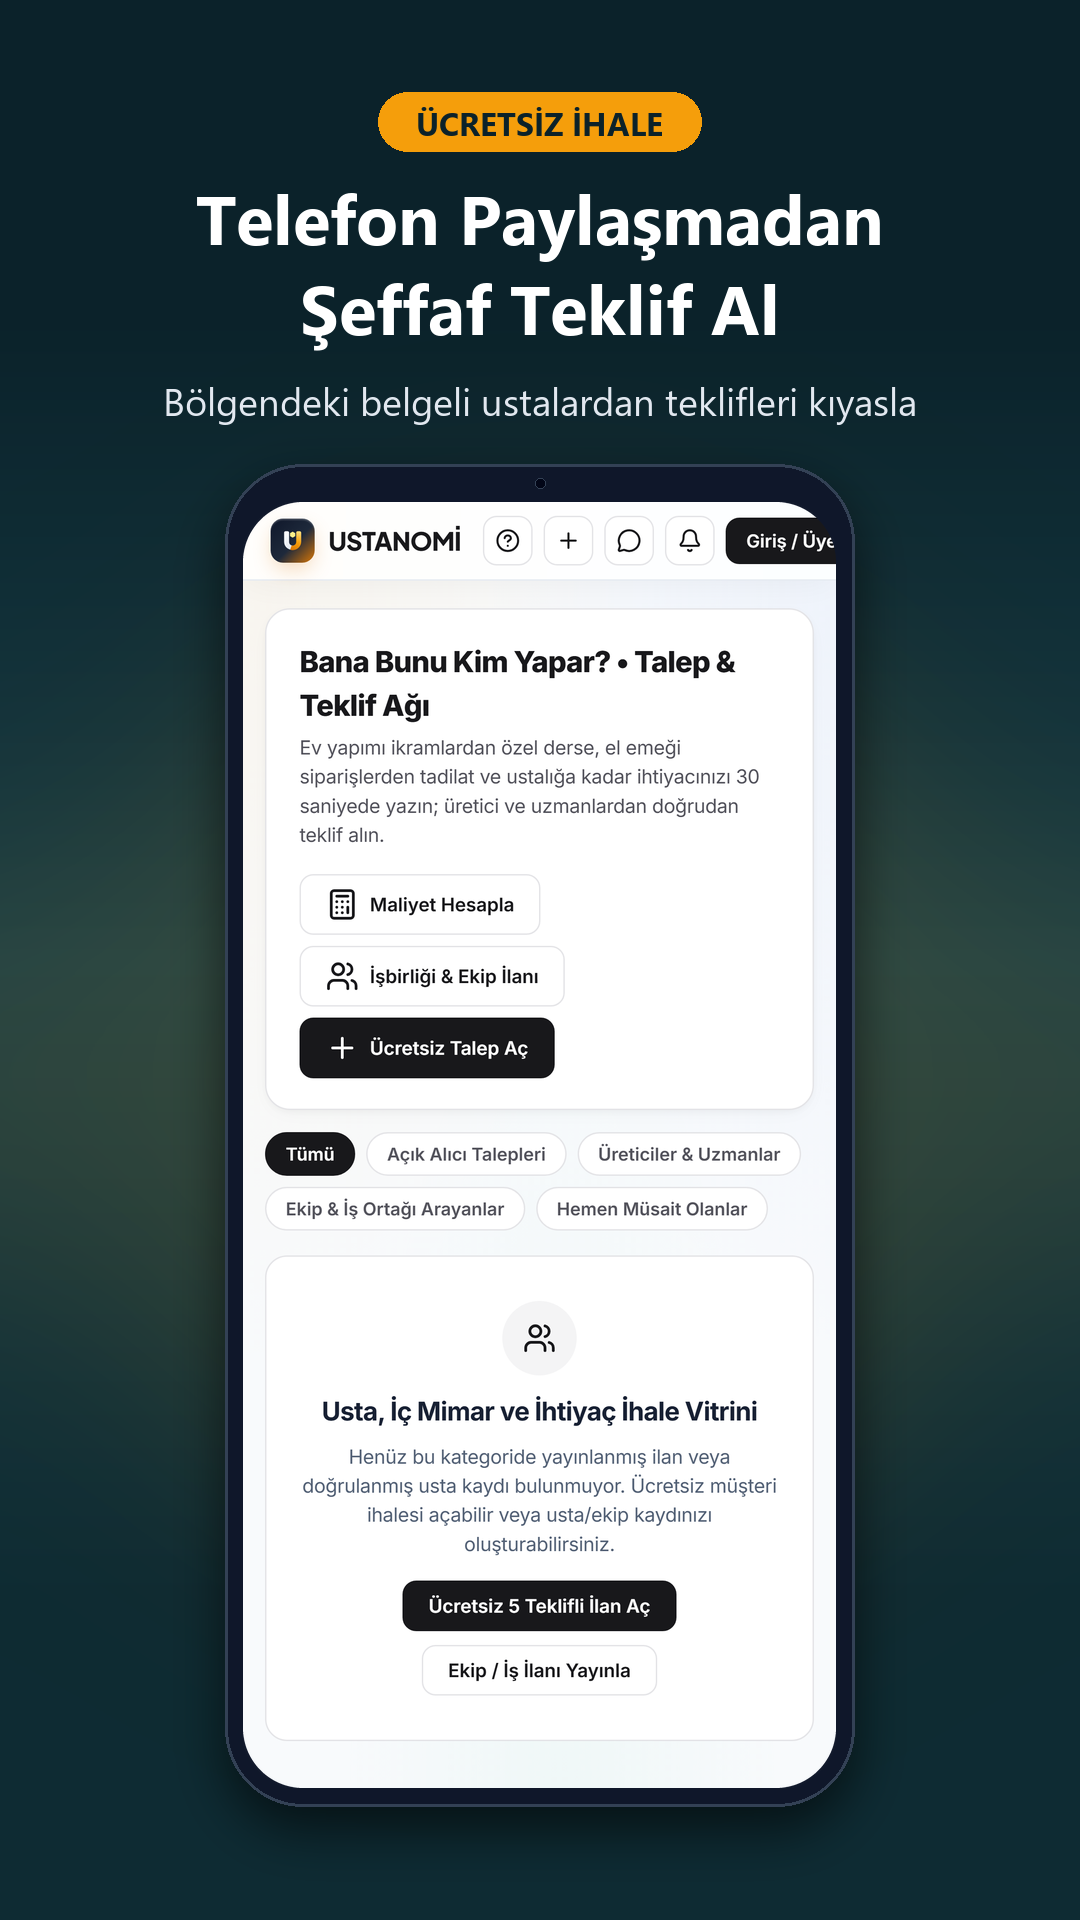 ÜCRETSİZ İHALE
Telefon Paylaşmadan
Şeffaf Teklif Al
Bölgendeki belgeli ustalardan teklifleri kıyasla
USTANOMİ
Giriş / Üye
Bana Bunu Kim Yapar? • Talep &
Teklif Ağı
Ev yapımı ikramlardan özel derse, el emeği
siparişlerden tadilat ve ustalığa kadar ihtiyacınızı 30
saniyede yazın; üretici ve uzmanlardan doğrudan
teklif alın.
Maliyet Hesapla
İşbirliği & Ekip İlanı
Ücretsiz Talep Aç
Tümü
Açık Alıcı Talepleri
Üreticiler & Uzmanlar
Ekip & İş Ortağı Arayanlar
Hemen Müsait Olanlar
Usta, İç Mimar ve İhtiyaç İhale Vitrini
Henüz bu kategoride yayınlanmış ilan veya
doğrulanmış usta kaydı bulunmuyor. Ücretsiz müşteri
ihalesi açabilir veya usta/ekip kaydınızı
oluşturabilirsiniz.
Ücretsiz 5 Teklifli İlan Aç
Ekip / İş İlanı Yayınla